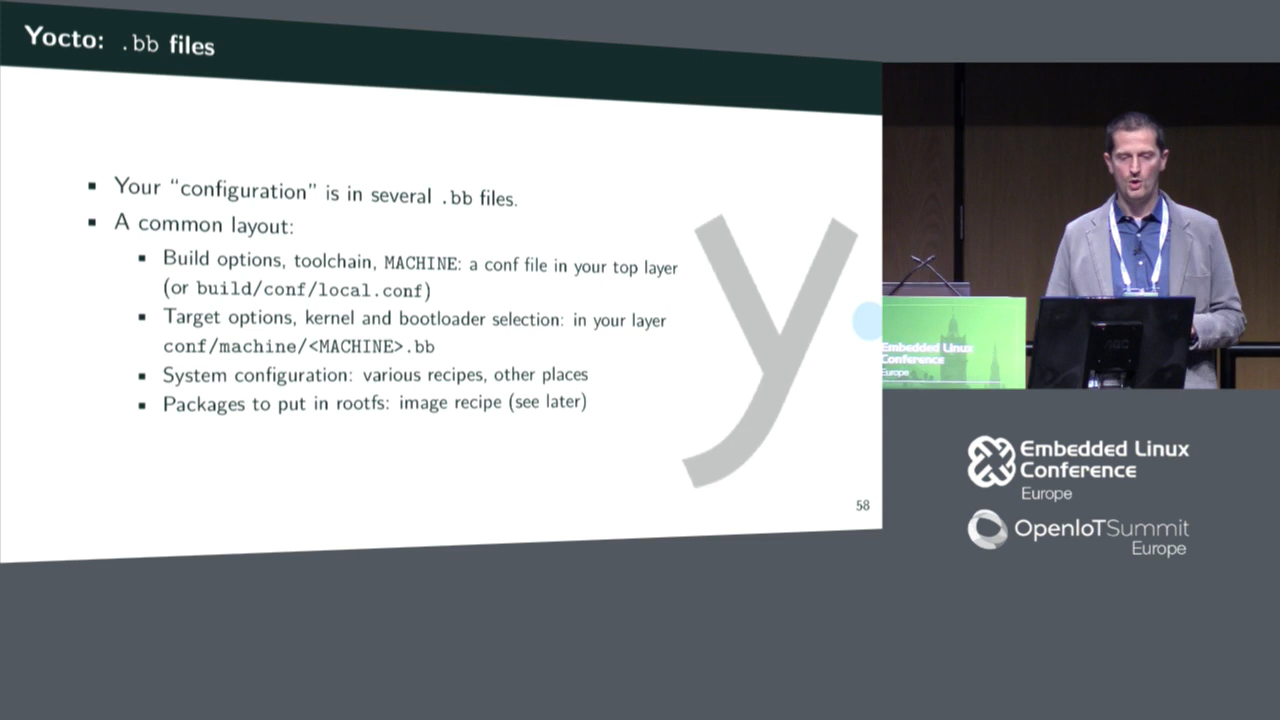 Yocto: .bb files
▪ Your “configuration” is in several .bb files.
▪ A common layout:
▪ Build options, toolchain, MACHINE: a conf file in your top layer
(or build/conf/local.conf)
▪ Target options, kernel and bootloader selection: in your layer
conf/machine/<MACHINE>.bb
▪ System configuration: various recipes, other places
▪ Packages to put in rootfs: image recipe (see later)
y.
58
Embedded Linux
Conference
Europe
Embedded Linux
Conference
Europe
OpenIoTSummit
Europe